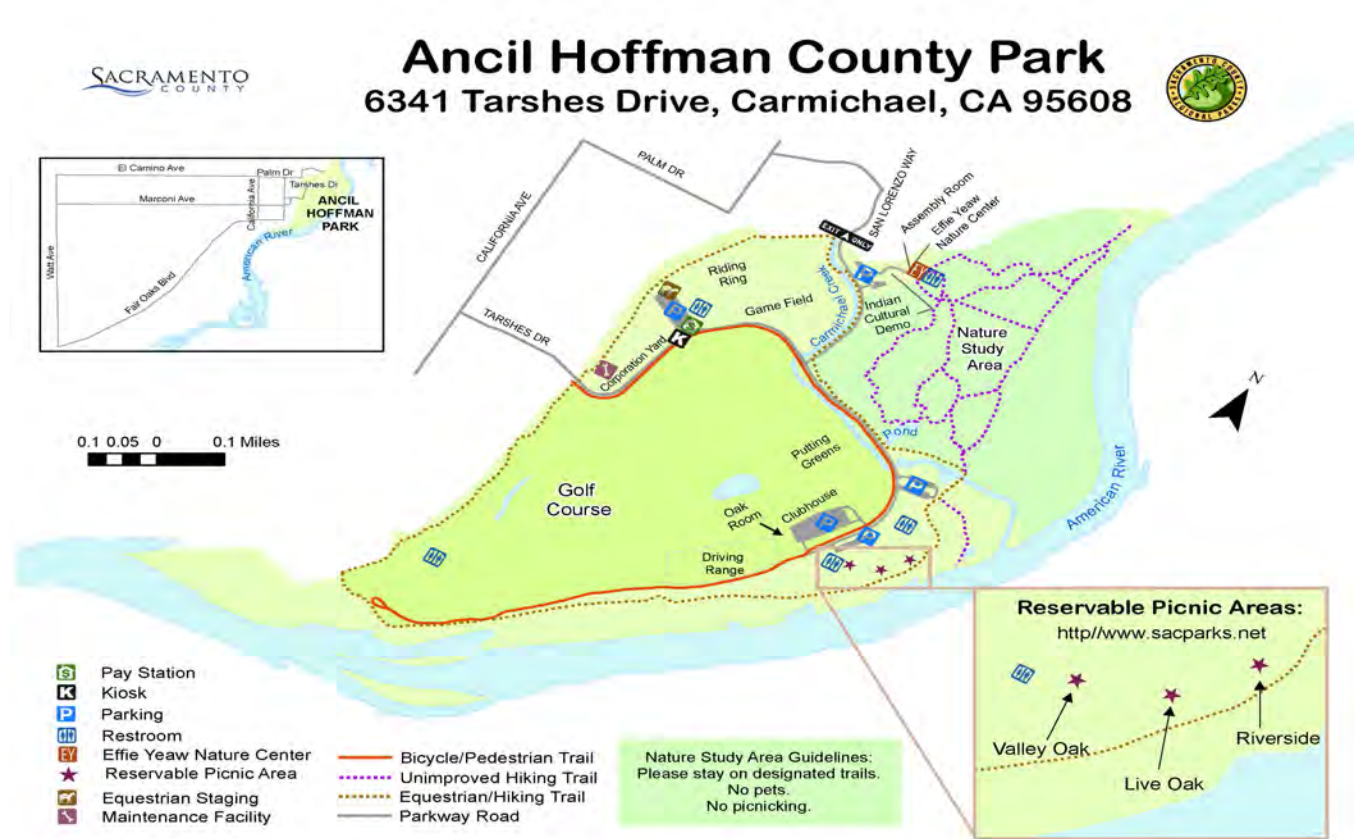 Ancil Hoffman County Park
6341 Tarshes Drive, Carmichael, CA 95608
SACRAMENTO
COUNTY
SACRAMENTO COUNTY
REGIONAL PARKS
El Camino Ave
Palm Dr
Tarshes Dr
Marconi Ave
California Ave
ANCIL
HOFFMAN
PARK
American River
Watt Ave
Fair Oaks Blvd
PALM DR
CALIFORNIA AVE
SAN LORENZO WAY
EXIT ONLY
Assembly Room
Effie Yeaw
Nature Center
P
EY
Riding
Ring
Game Field
Carmichael Creek
Indian
Cultural
Demo
Nature
Study
Area
TARSHES DR
P
S
K
Corporation Yard
N
0.1 0.05 0 0.1 Miles
Pond
Putting
Greens
American River
Golf
Course
Oak
Room
Clubhouse
P
P
P
Driving
Range
Reservable Picnic Areas:
http//www.sacparks.net
Valley Oak
Live Oak
Riverside
S Pay Station
K Kiosk
P Parking
Restroom
EY Effie Yeaw Nature Center
Reservable Picnic Area
Equestrian Staging
Maintenance Facility
Bicycle/Pedestrian Trail
Unimproved Hiking Trail
Equestrian/Hiking Trail
Parkway Road
Nature Study Area Guidelines:
Please stay on designated trails.
No pets.
No picnicking.